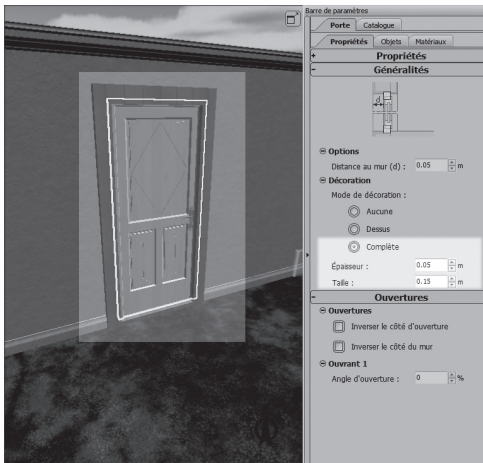 Barre de paramètres
Porte Catalogue
Propriétés Objets Matériaux
+ Propriétés
- Généralités
d
Options
Distance au mur (d) : 0.05 m
Décoration
Mode de décoration :
Aucune
Dessus
Complète
Épaisseur : 0.05 m
Taille : 0.15 m
- Ouvertures
Ouvertures
Inverser le côté d'ouverture
Inverser le côté du mur
Ouvrant 1
Angle d'ouverture : 0 %